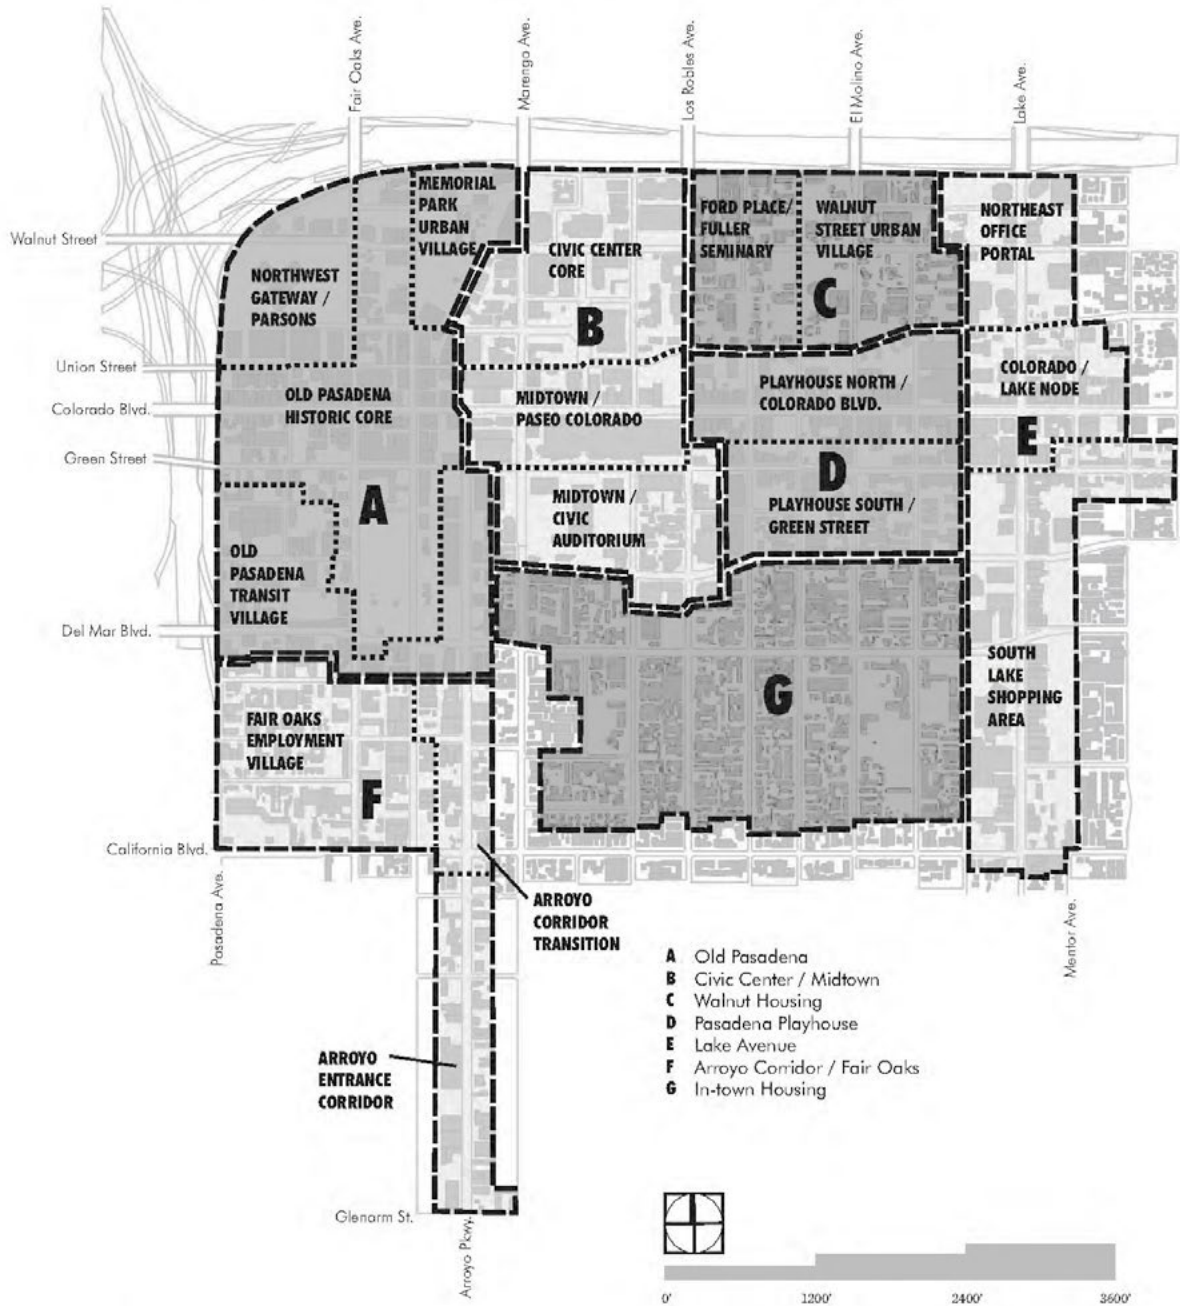 Fair Oaks Ave.
Marengo Ave.
Los Robles Ave.
El Molino Ave.
Lake Ave.
Walnut Street
Union Street
Colorado Blvd.
Green Street
Del Mar Blvd.
California Blvd.
Glenarm St.
Pasadena Ave.
Arroyo Pkwy.
Mentor Ave.
MEMORIAL
PARK
URBAN
VILLAGE
NORTHWEST
GATEWAY /
PARSONS
OLD PASADENA
HISTORIC CORE
A
OLD
PASADENA
TRANSIT
VILLAGE
CIVIC CENTER
CORE
B
MIDTOWN /
PASEO COLORADO
MIDTOWN /
CIVIC
AUDITORIUM
FORD PLACE/
FULLER
SEMINARY
WALNUT
STREET URBAN
VILLAGE
C
PLAYHOUSE NORTH /
COLORADO BLVD.
D
PLAYHOUSE SOUTH /
GREEN STREET
NORTHEAST
OFFICE
PORTAL
COLORADO /
LAKE NODE
E
SOUTH
LAKE
SHOPPING
AREA
G
FAIR OAKS
EMPLOYMENT
VILLAGE
F
ARROYO
CORRIDOR
TRANSITION
ARROYO
ENTRANCE
CORRIDOR
A Old Pasadena
B Civic Center / Midtown
C Walnut Housing
D Pasadena Playhouse
E Lake Avenue
F Arroyo Corridor / Fair Oaks
G In-town Housing
0' 1200' 2400' 3600'